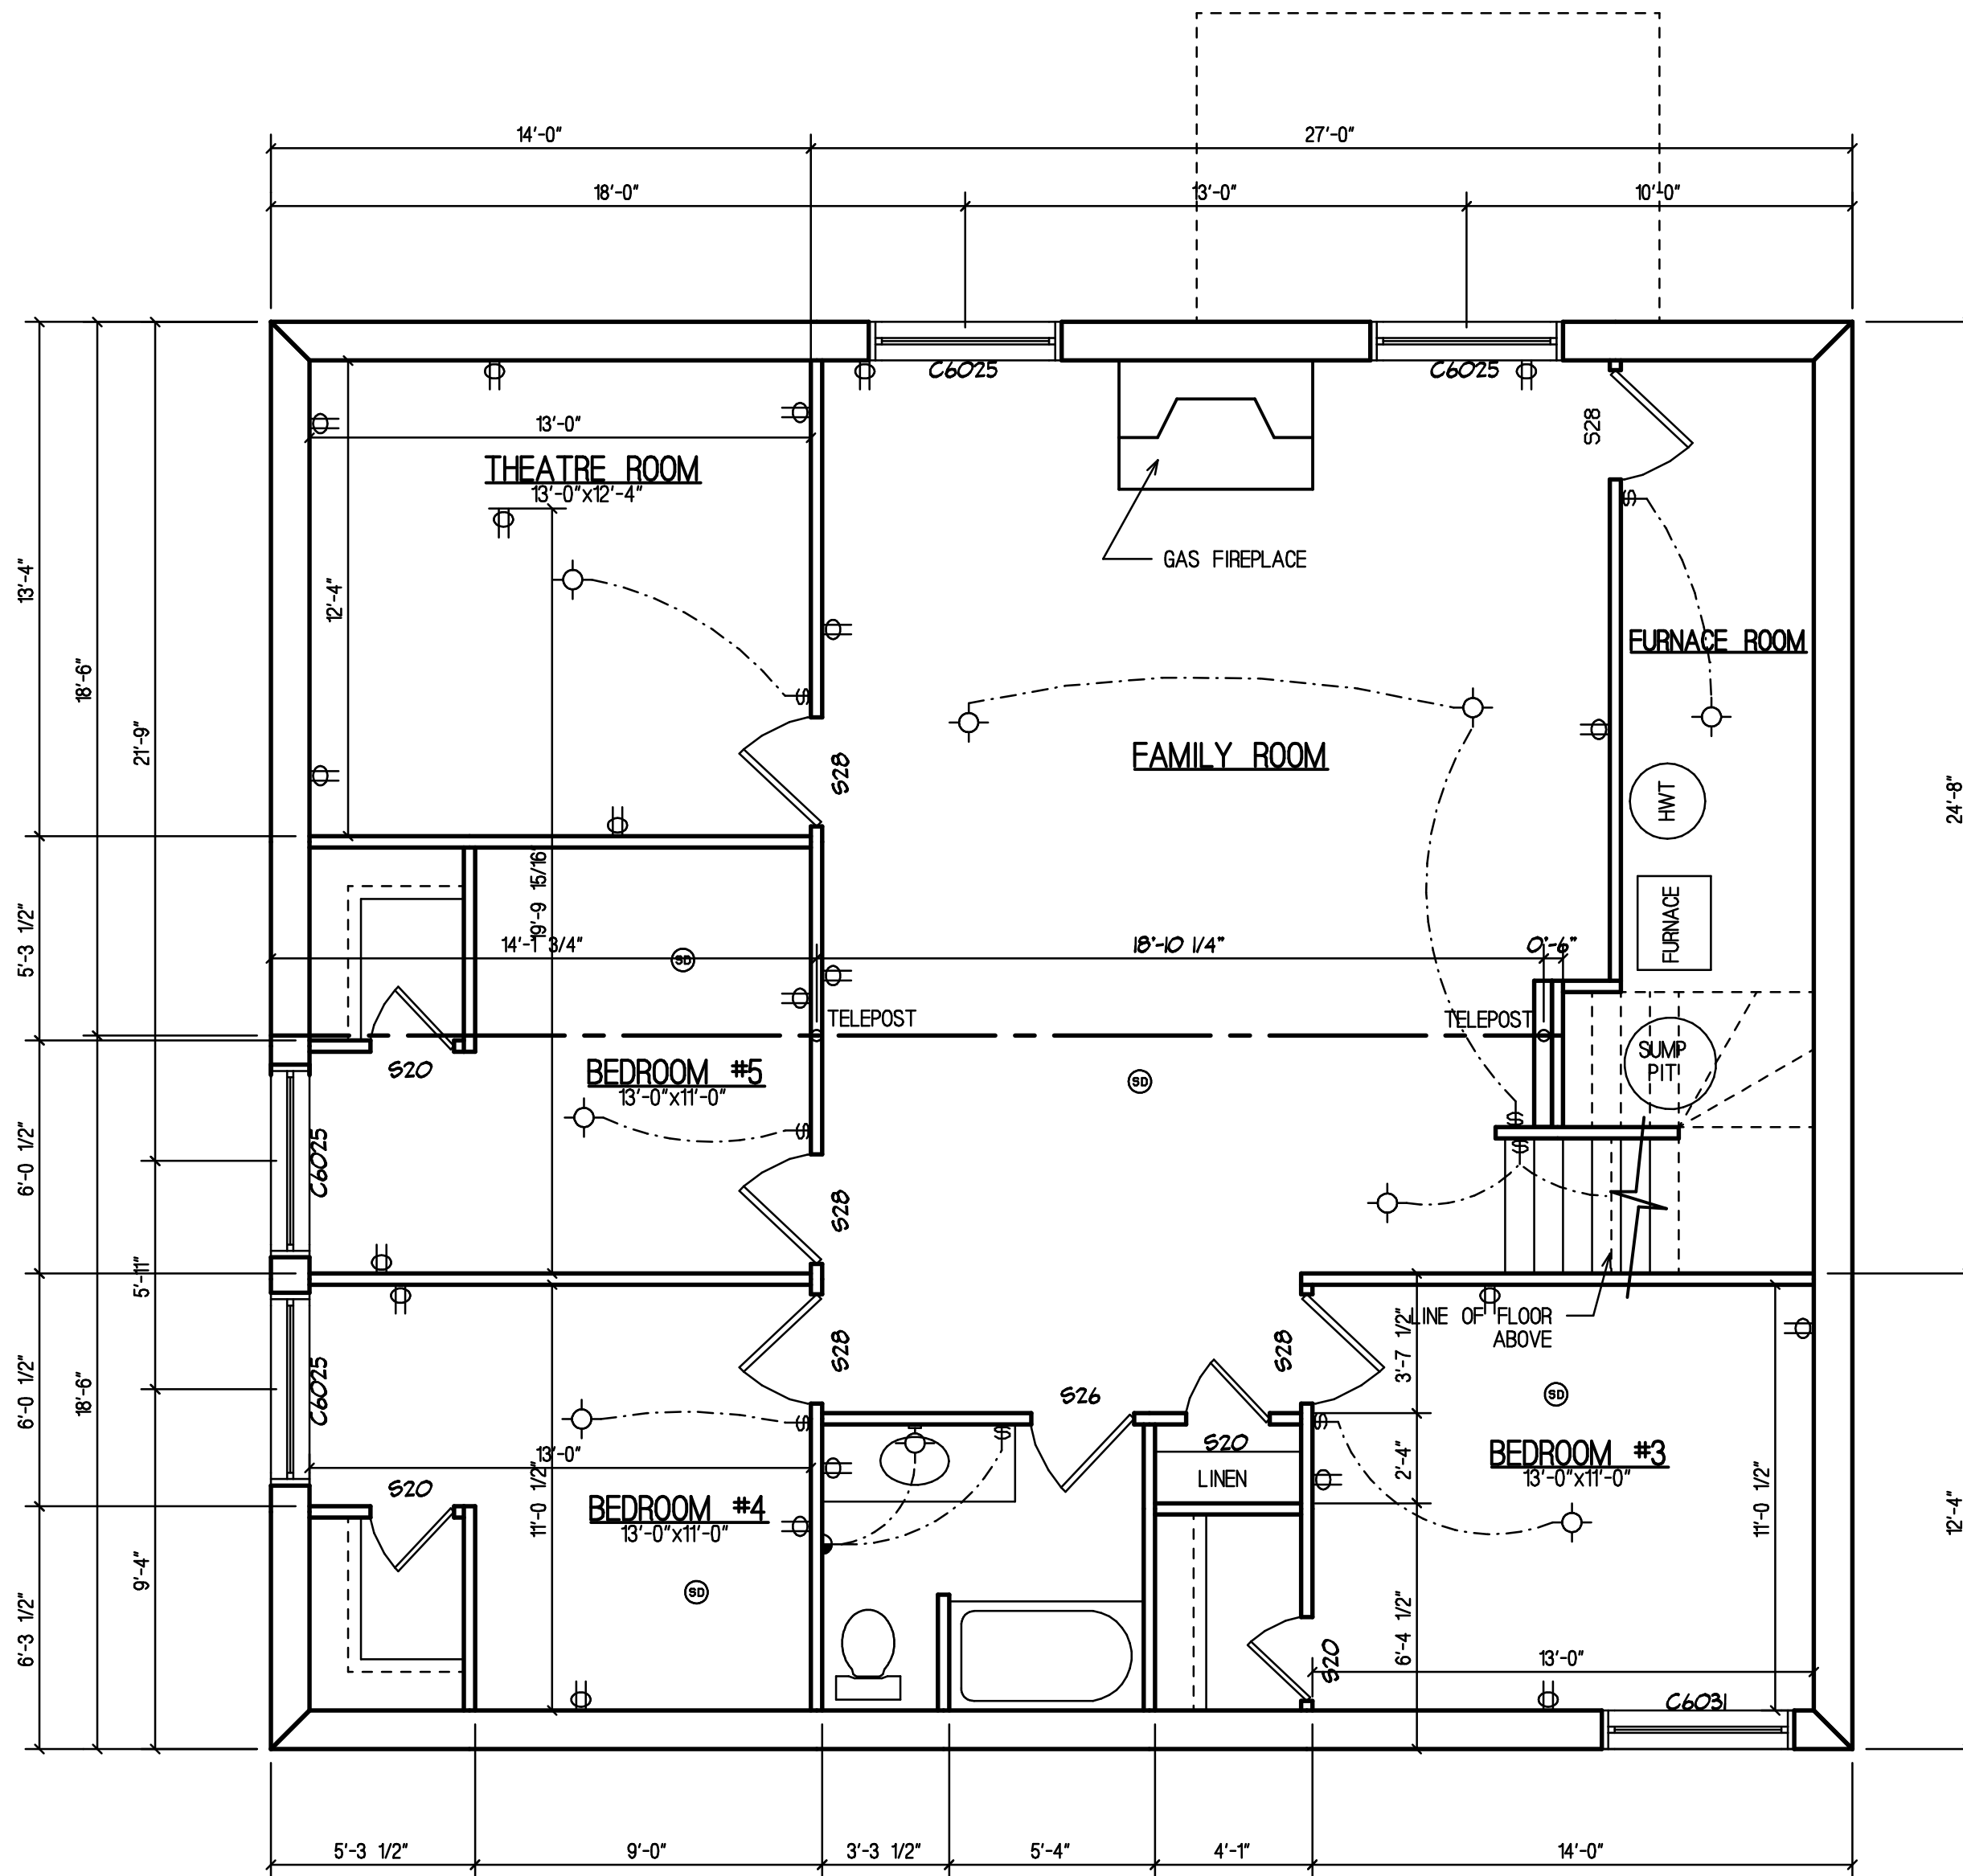 14'-0"
27'-0"
18'-0"
13'-0"
10'-0"
C6025
C6025
S28
13'-0"
THEATRE ROOM
13'-0"x12'-4"
GAS FIREPLACE
13'-4"
12'-4"
FURNACE ROOM
18'-6"
21'-9"
FAMILY ROOM
S28
HWT
24'-8"
19'-9 15/16"
5'-3 1/2"
FURNACE
14'-1 3/4"
18'-10 1/4"
0'-6"
SD
TELEPOST
TELEPOST
SUMP
PIT
S20
BEDROOM #5
13'-0"x11'-0"
SD
$
$
$
$
$
C6025
6'-0 1/2"
S28
5'-11"
LINE OF FLOOR
ABOVE
3'-7 1/2"
S28
S28
C6025
6'-0 1/2"
18'-6"
S26
SD
$
$
$
S20
13'-0"
2'-4"
BEDROOM #3
13'-0"x11'-0"
LINEN
S20
BEDROOM #4
13'-0"x11'-0"
11'-0 1/2"
11'-0 1/2"
12'-4"
9'-4"
SD
6'-3 1/2"
6'-4 1/2"
S20
13'-0"
C6031
5'-3 1/2"
9'-0"
3'-3 1/2"
5'-4"
4'-1"
14'-0"